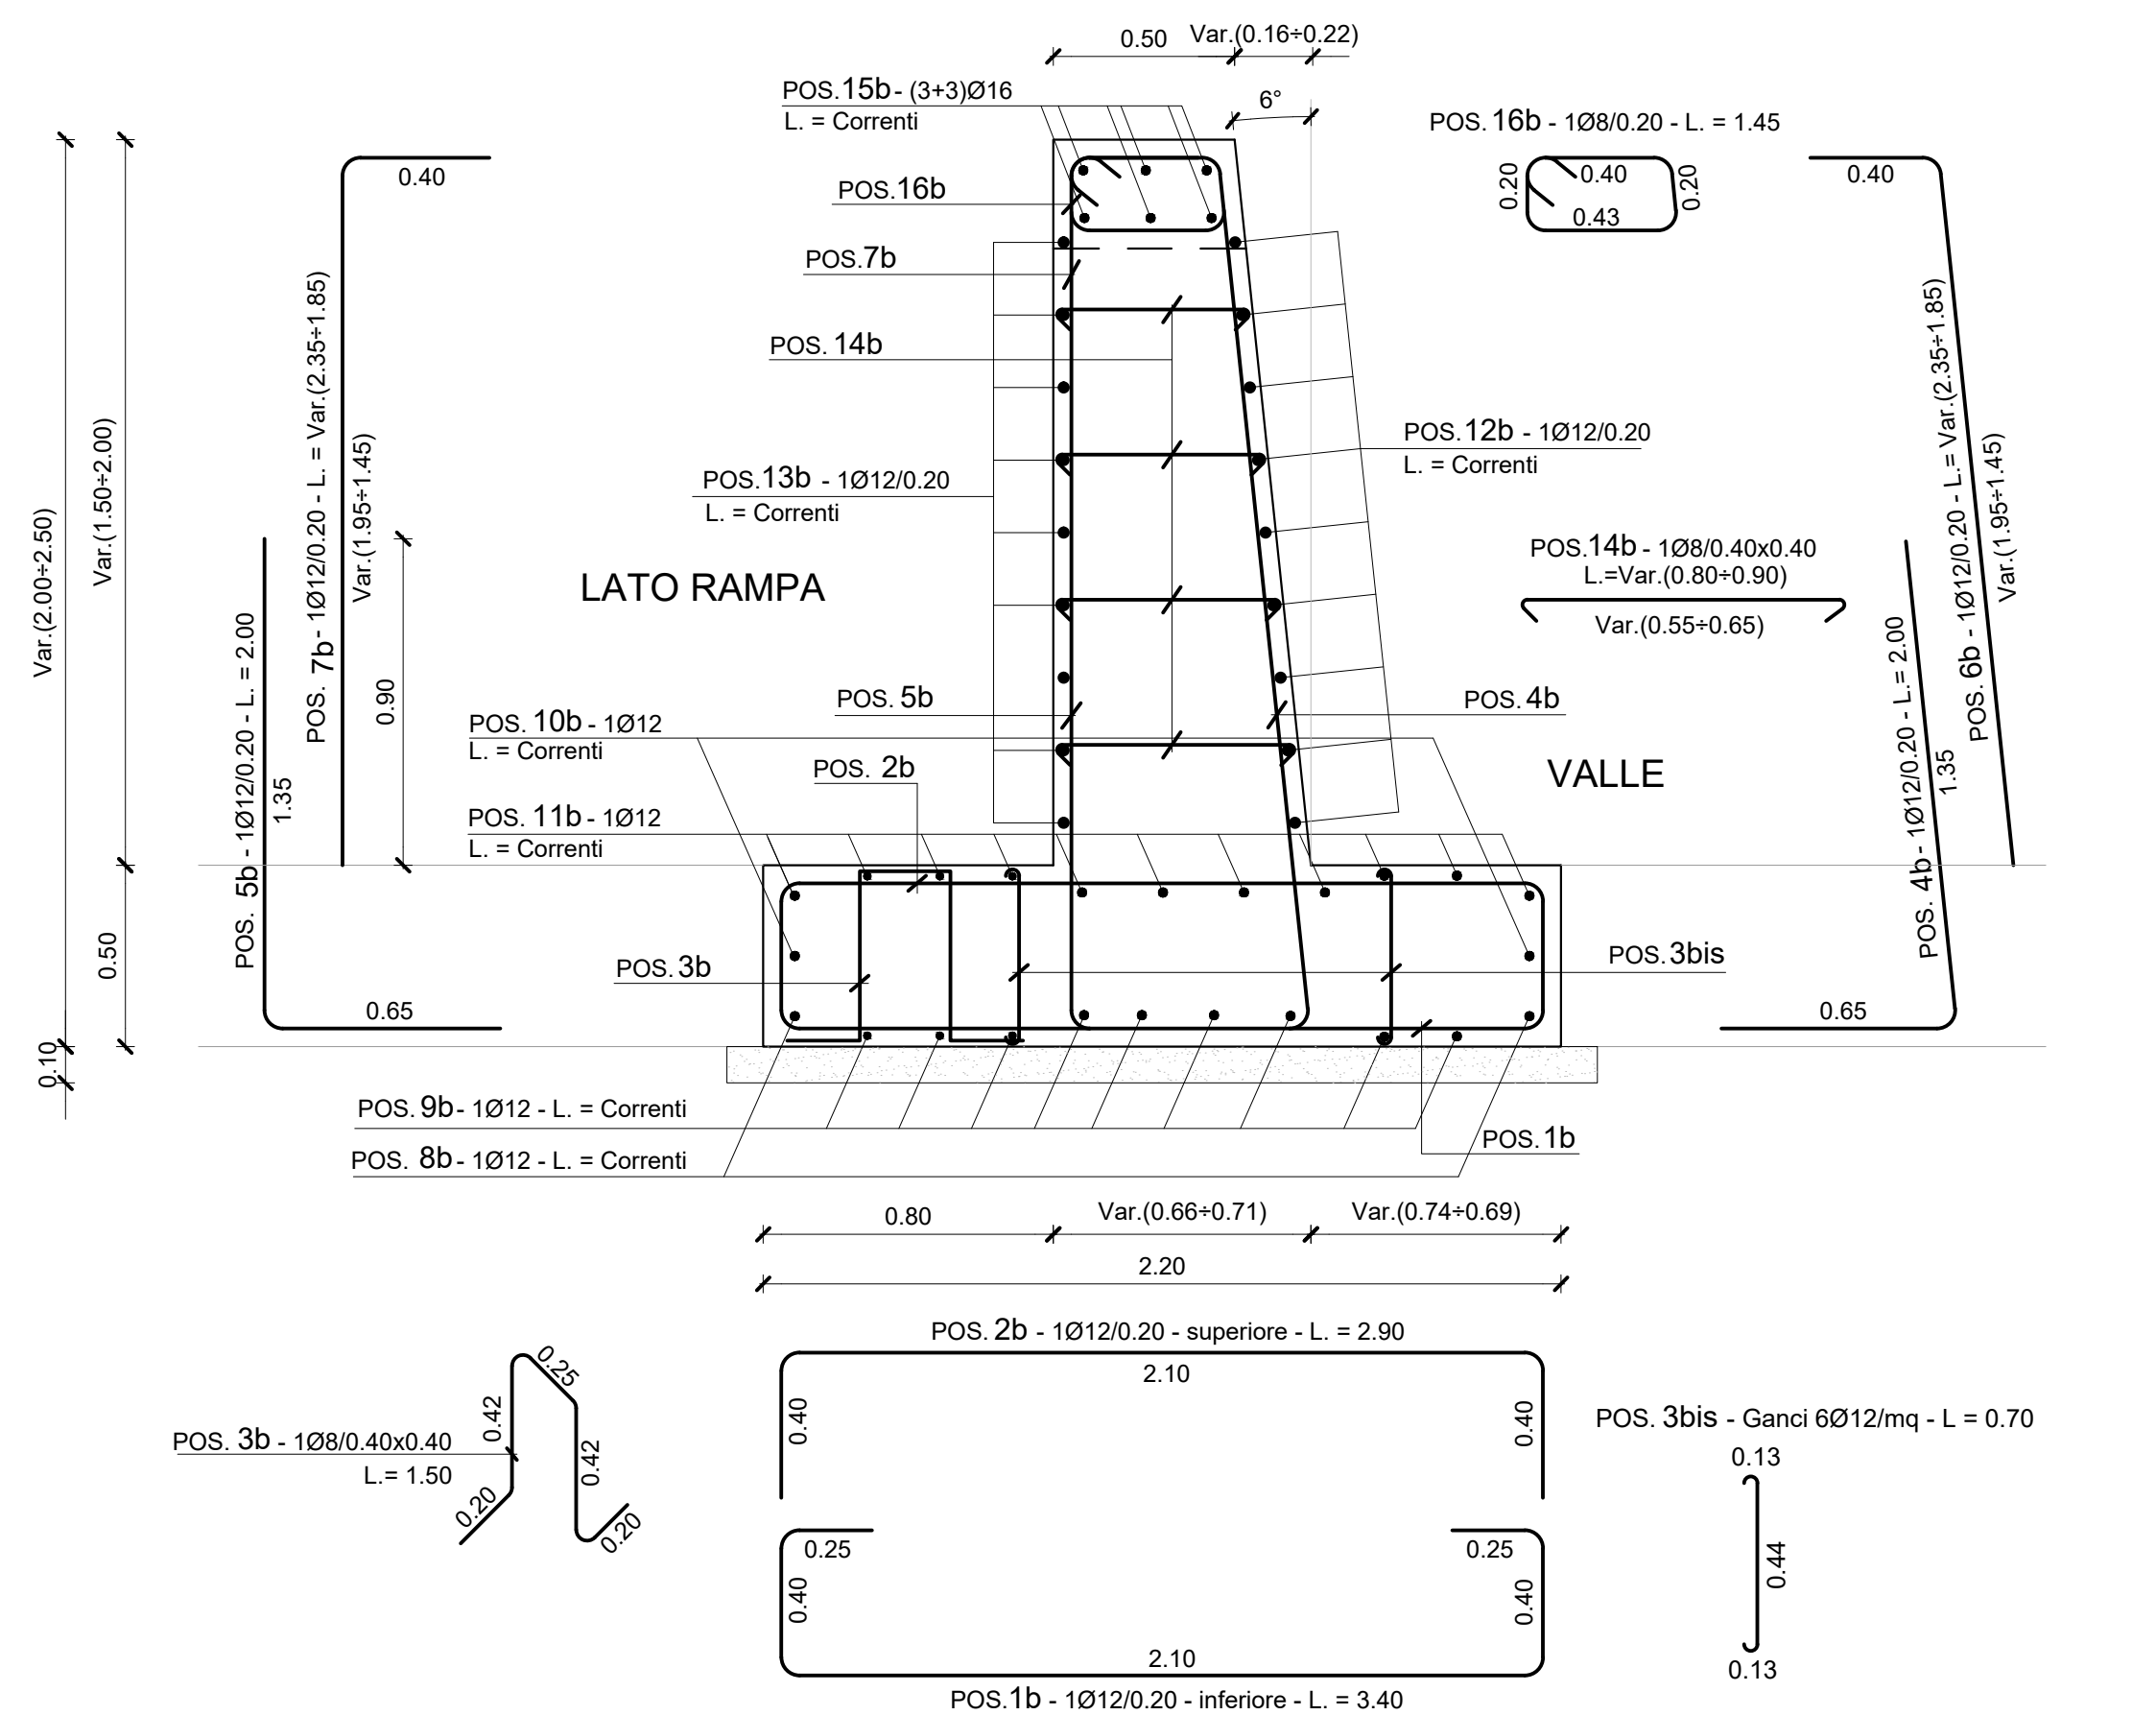 0.50
Var.(0.16÷0.22)
POS.15b- (3+3)Ø16
L. = Correnti
6°
POS. 16b - 1Ø8/0.20 - L. = 1.45
0.40
0.20
0.40
0.20
0.43
0.40
POS.16b
POS.7b
POS. 14b
POS. 7b- 1Ø12/0.20 - L. = Var.(2.35÷1.85)
Var.(1.95÷1.45)
Var.(1.50÷2.00)
Var.(2.00÷2.50)
POS.12b - 1Ø12/0.20
L. = Correnti
POS.13b - 1Ø12/0.20
L. = Correnti
POS. 6b - 1Ø12/0.20 - L.= Var.(2.35÷1.85)
Var.(1.95÷1.45)
POS.14b- 1Ø8/0.40x0.40
L.=Var.(0.80÷0.90)
Var.(0.55÷0.65)
LATO RAMPA
POS. 5b - 1Ø12/0.20 - L. = 2.00
1.35
0.90
POS. 5b
POS. 4b
POS. 4b- 1Ø12/0.20 - L.= 2.00
1.35
POS. 10b - 1Ø12
L. = Correnti
POS. 2b
VALLE
POS. 11b - 1Ø12
L. = Correnti
0.50
POS. 3b
POS.3bis
0.65
0.65
0.10
POS. 9b- 1Ø12 - L. = Correnti
POS. 1b
POS. 8b- 1Ø12 - L. = Correnti
0.80
Var.(0.66÷0.71)
Var.(0.74÷0.69)
2.20
POS. 2b - 1Ø12/0.20 - superiore - L. = 2.90
2.10
0.40
0.40
0.25
0.42
0.42
POS. 3b - 1Ø8/0.40x0.40
L.= 1.50
0.20
0.20
POS. 3bis - Ganci 6Ø12/mq - L = 0.70
0.13
0.44
0.13
0.25
0.25
0.40
0.40
2.10
POS.1b - 1Ø12/0.20 - inferiore - L. = 3.40